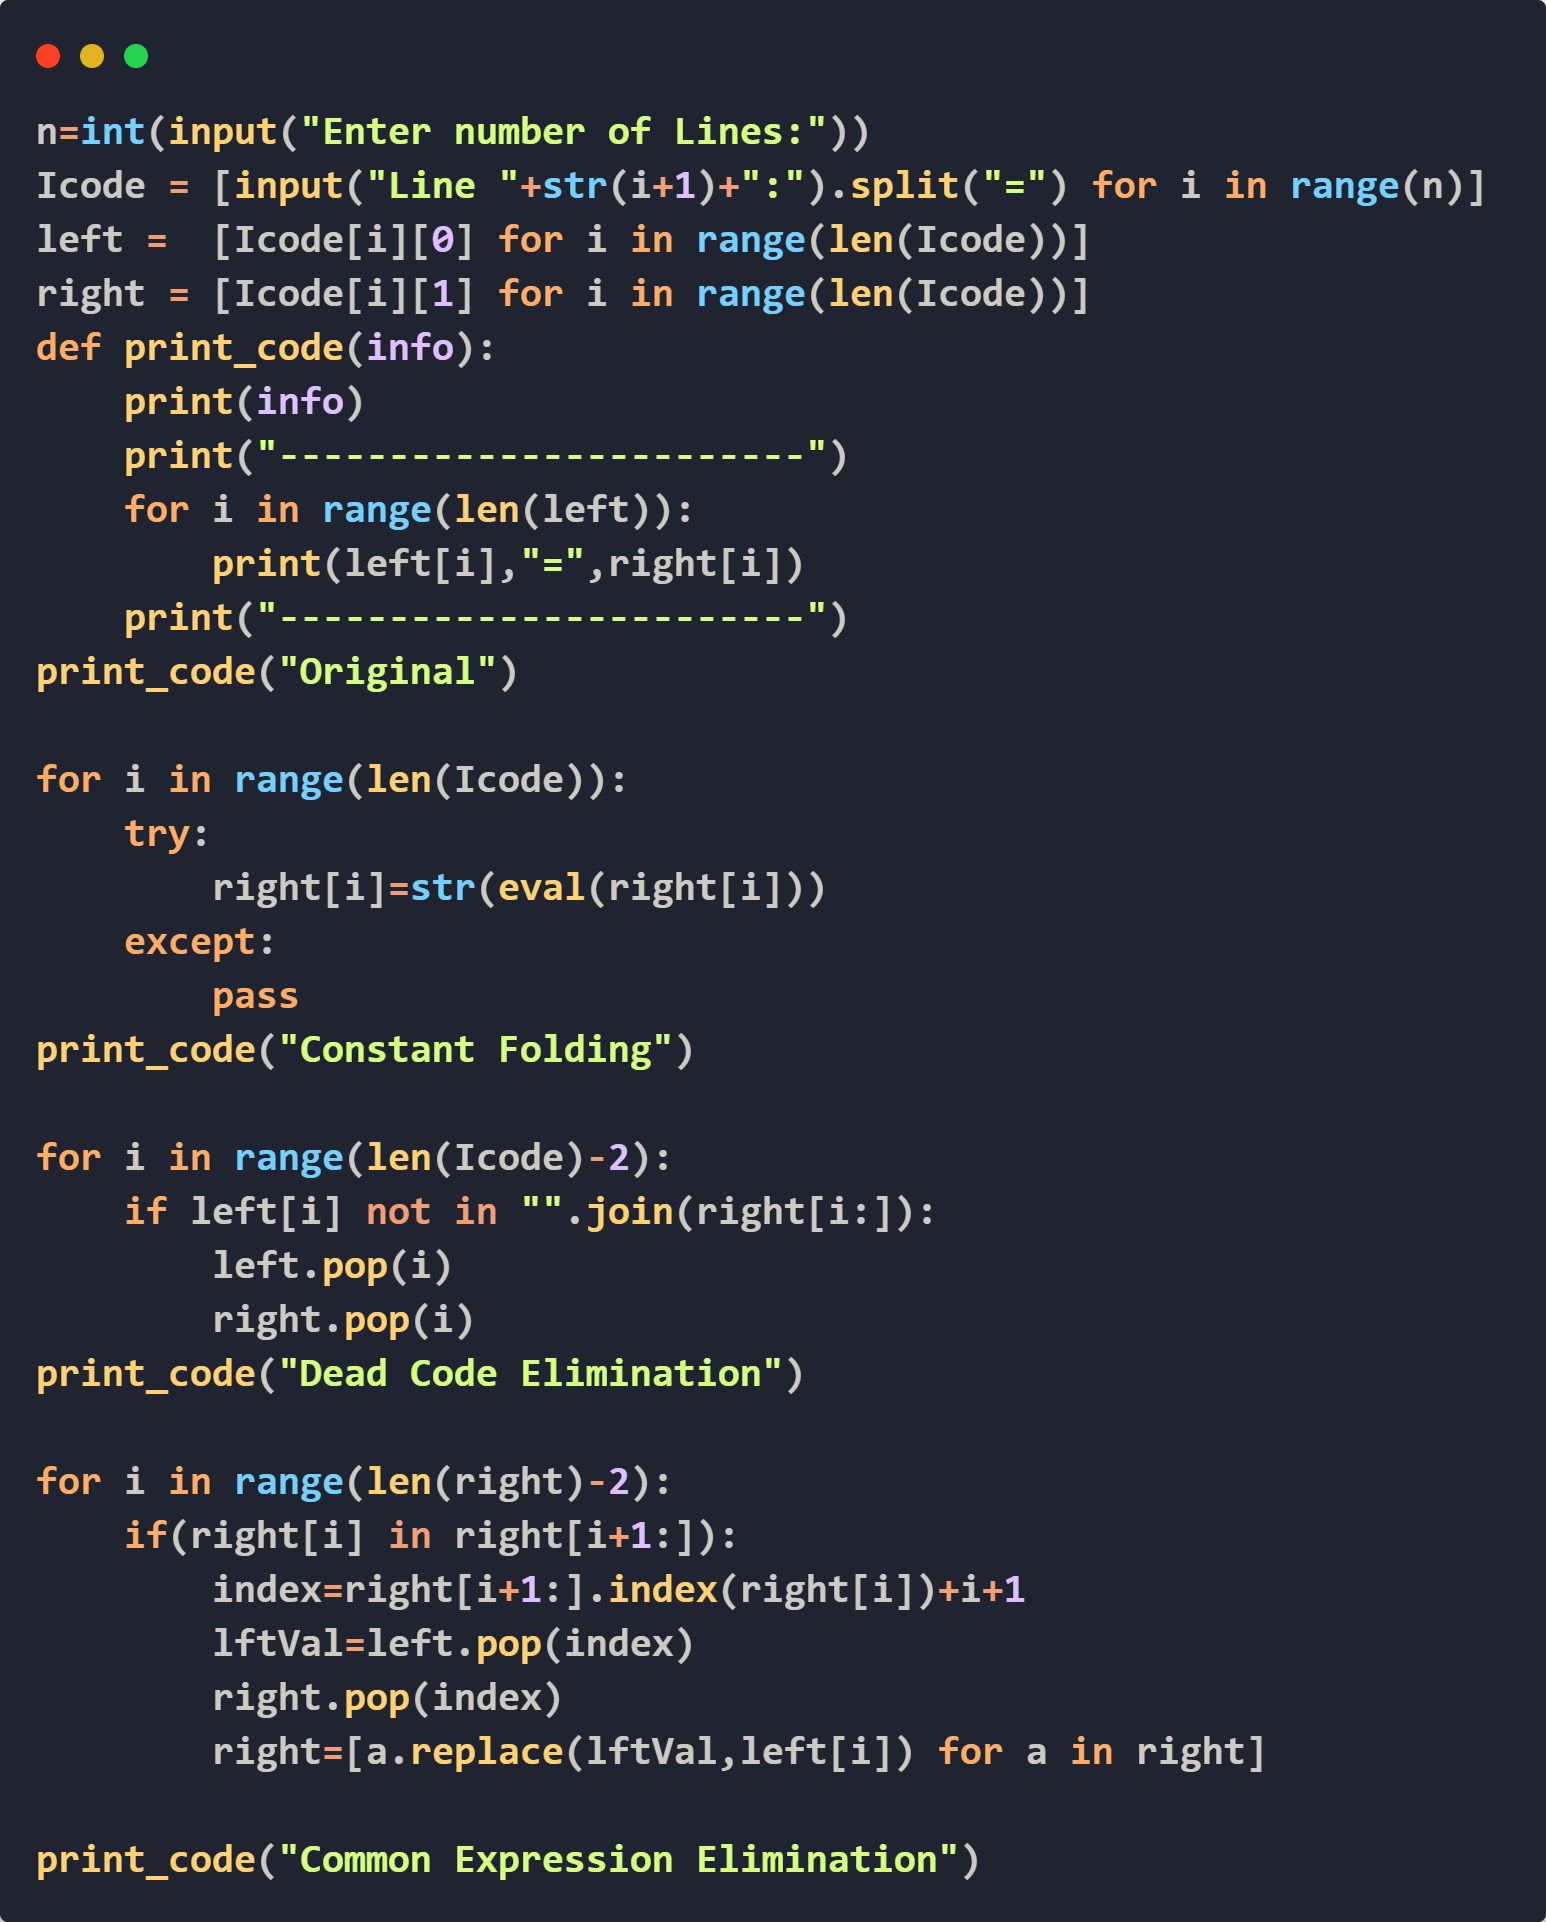 n=int(input("Enter number of Lines:"))
Icode = [input("Line "+str(i+1)+":").split("=") for i in range(n)]
left =  [Icode[i][0] for i in range(len(Icode))]
right = [Icode[i][1] for i in range(len(Icode))]
def print_code(info):
    print(info)
    print("------------------------")
    for i in range(len(left)):
        print(left[i],"=",right[i])
    print("------------------------")
print_code("Original")

for i in range(len(Icode)):
    try:
        right[i]=str(eval(right[i]))
    except:
        pass
print_code("Constant Folding")

for i in range(len(Icode)-2):
    if left[i] not in "".join(right[i:]):
        left.pop(i)
        right.pop(i)
print_code("Dead Code Elimination")

for i in range(len(right)-2):
    if(right[i] in right[i+1:]):
        index=right[i+1:].index(right[i])+i+1
        lftVal=left.pop(index)
        right.pop(index)
        right=[a.replace(lftVal,left[i]) for a in right]

print_code("Common Expression Elimination")